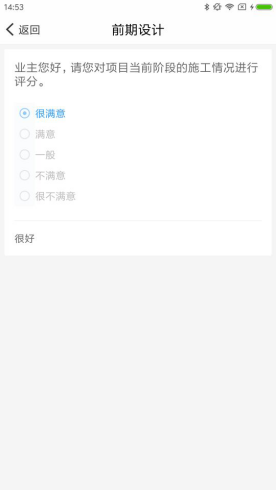 14:53
返回
前期设计
业主您好，请您对项目当前阶段的施工情况进行
评分。
很满意
满意
一般
不满意
很不满意
很好